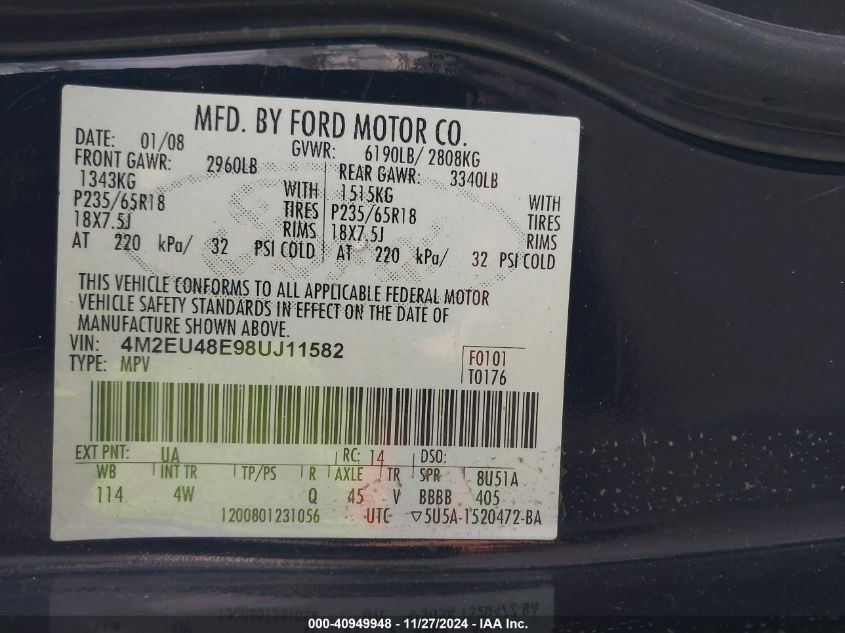 MFD. BY FORD MOTOR CO.
DATE: 01/08 GVWR: 6190LB/ 2808KG
FRONT GAWR: 2960LB REAR GAWR: 3340LB
1343KG WITH 1515KG WITH
P235/65R18 TIRES P235/65R18 TIRES
18X7.5J RIMS 18X7.5J RIMS
AT 220 kPa/ 32 PSI COLD AT 220 kPa/ 32 PSI COLD
THIS VEHICLE CONFORMS TO ALL APPLICABLE FEDERAL MOTOR
VEHICLE SAFETY STANDARDS IN EFFECT ON THE DATE OF
MANUFACTURE SHOWN ABOVE.
VIN: 4M2EU48E98UJ11582 F0101
TYPE: MPV T0176
EXT PNT: UA RC: 14 DSO:
WB INT TR TP/PS R AXLE TR SPR 8U51A
114 4W Q 45 V BBBB 405
1200801231056 UTC ▽5U5A-1520472-BA
000-40949948 - 11/27/2024 - IAA Inc.